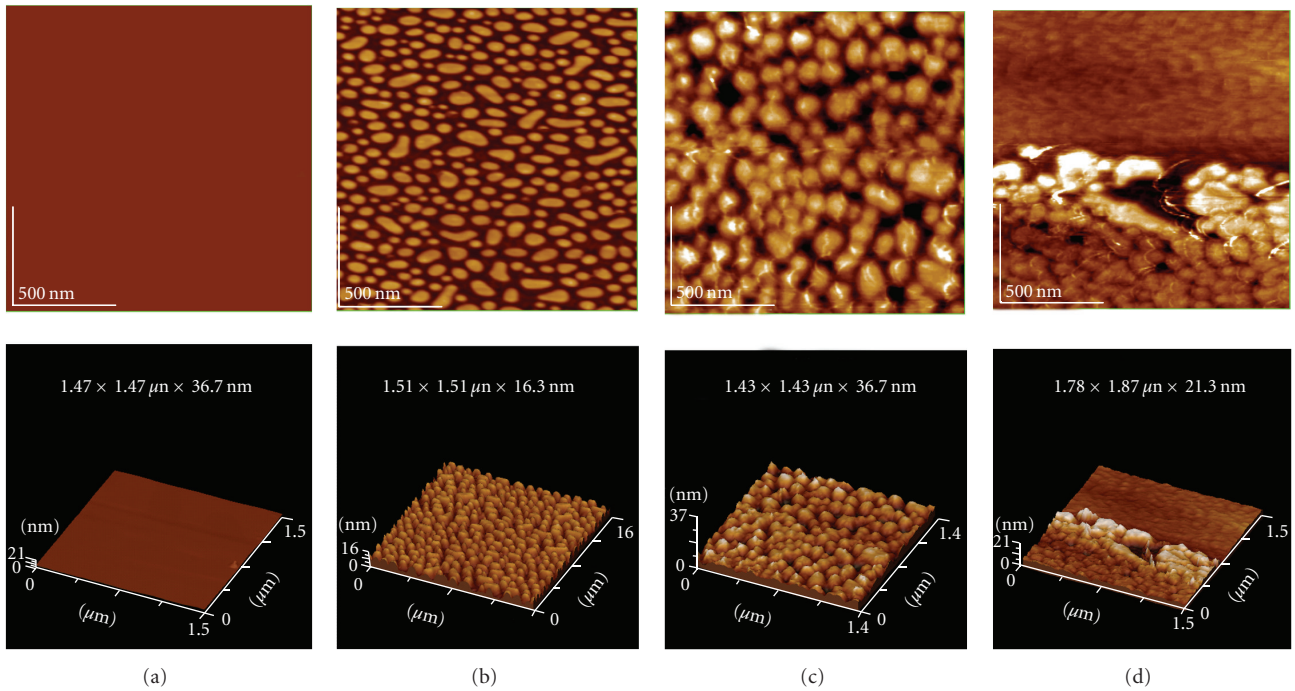 500 nm
500 nm
500 nm
500 nm
1.47 × 1.47 μn × 36.7 nm
(nm)
21
0
0
(μm)
1.5
0
(μm)
1.5
1.51 × 1.51 μn × 16.3 nm
(nm)
16
0
0
(μm)
0
(μm)
16
1.43 × 1.43 μn × 36.7 nm
(nm)
37
0
0
(μm)
1.4
0
(μm)
1.4
1.78 × 1.87 μn × 21.3 nm
(nm)
21
0
0
(μm)
1.5
0
(μm)
1.5
(a)
(b)
(c)
(d)